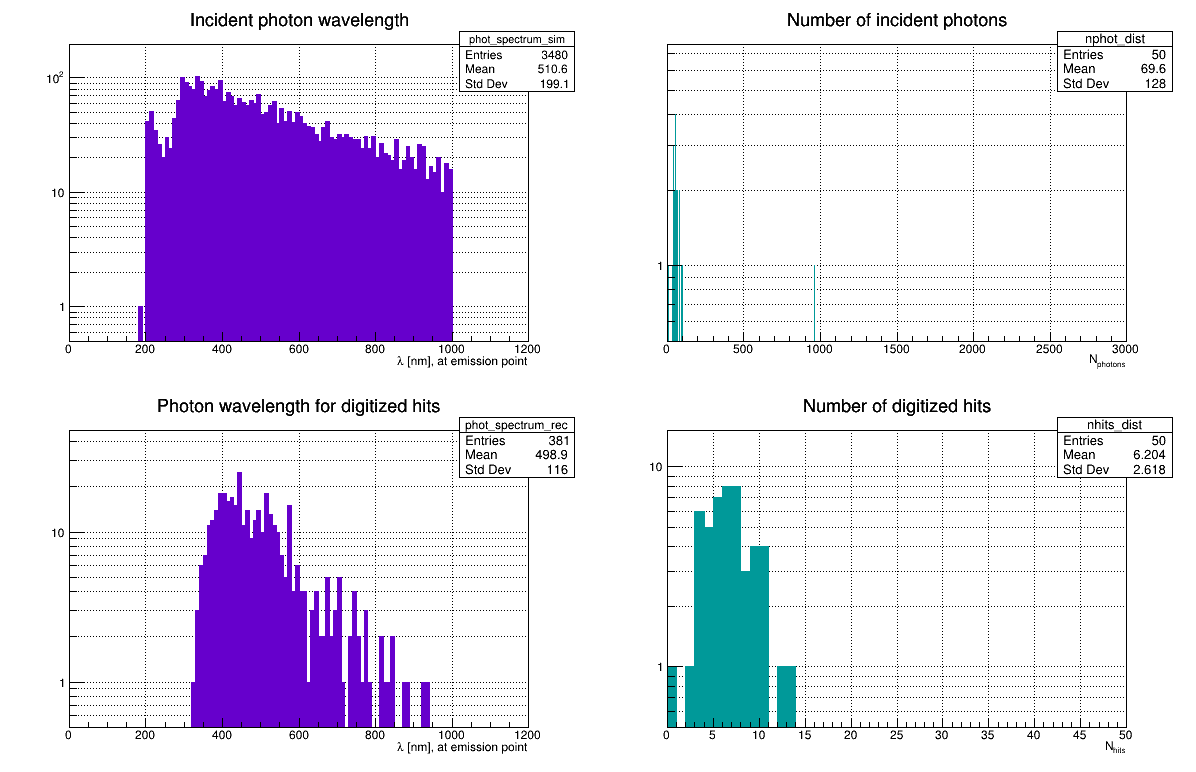 Incident photon wavelength
phot_spectrum_sim
Entries 3480
Mean 510.6
Std Dev 199.1
10²
10
1
0 200 400 600 800 1000 1200
λ [nm], at emission point
Number of incident photons
nphot_dist
Entries 50
Mean 69.6
Std Dev 128
1
0 500 1000 1500 2000 2500 3000
Nphotons
Photon wavelength for digitized hits
phot_spectrum_rec
Entries 381
Mean 498.9
Std Dev 116
10
1
0 200 400 600 800 1000 1200
λ [nm], at emission point
Number of digitized hits
nhits_dist
Entries 50
Mean 6.204
Std Dev 2.618
10
1
0 5 10 15 20 25 30 35 40 45 50
Nhits